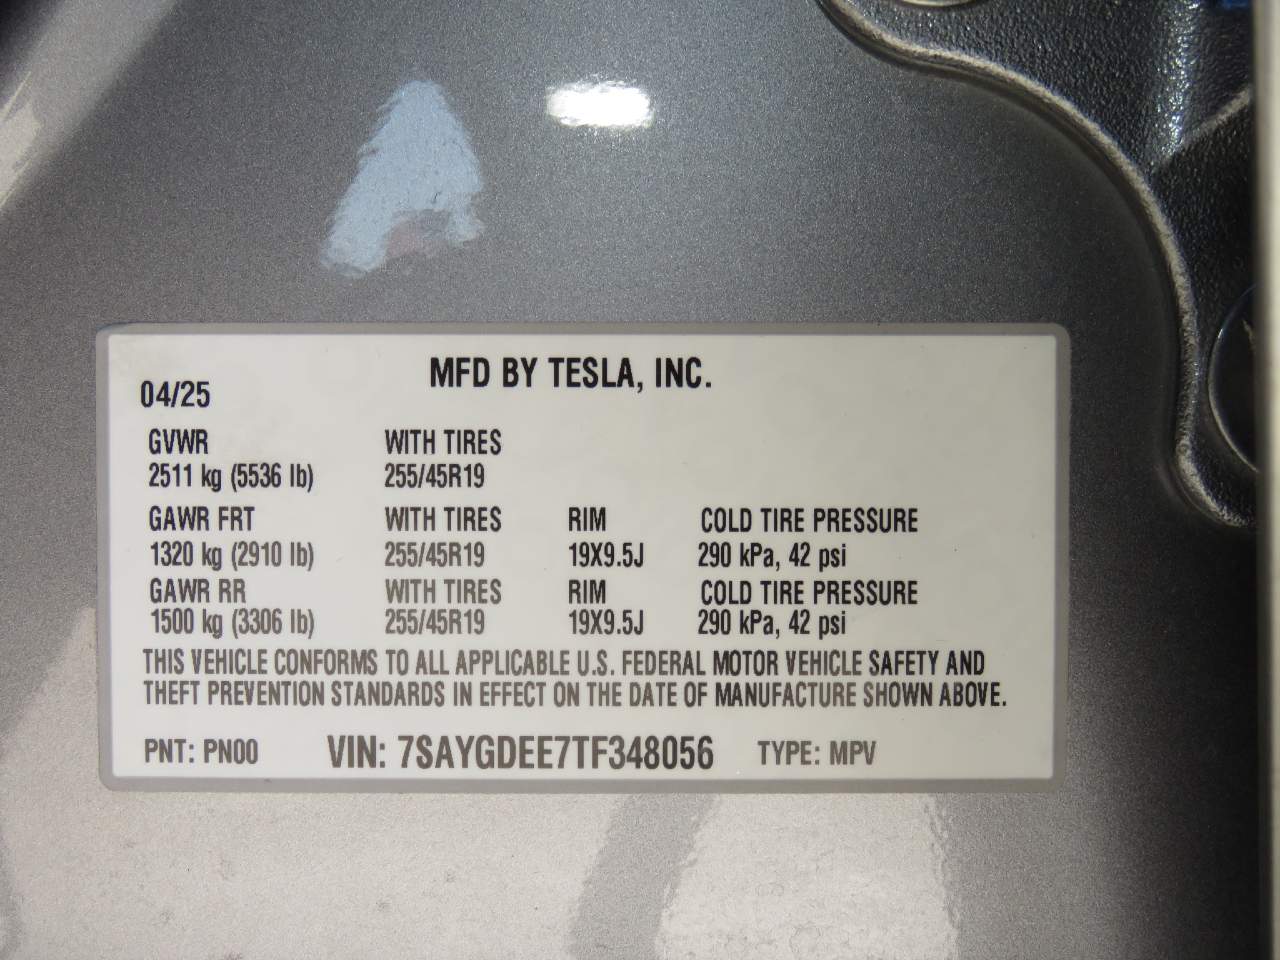 MFD BY TESLA, INC.
04/25
GVWR WITH TIRES
2511 kg (5536 lb) 255/45R19
GAWR FRT WITH TIRES RIM COLD TIRE PRESSURE
1320 kg (2910 lb) 255/45R19 19X9.5J 290 kPa, 42 psi
GAWR RR WITH TIRES RIM COLD TIRE PRESSURE
1500 kg (3306 lb) 255/45R19 19X9.5J 290 kPa, 42 psi
THIS VEHICLE CONFORMS TO ALL APPLICABLE U.S. FEDERAL MOTOR VEHICLE SAFETY AND
THEFT PREVENTION STANDARDS IN EFFECT ON THE DATE OF MANUFACTURE SHOWN ABOVE.
PNT: PN00 VIN: 7SAYGDEE7TF348056 TYPE: MPV